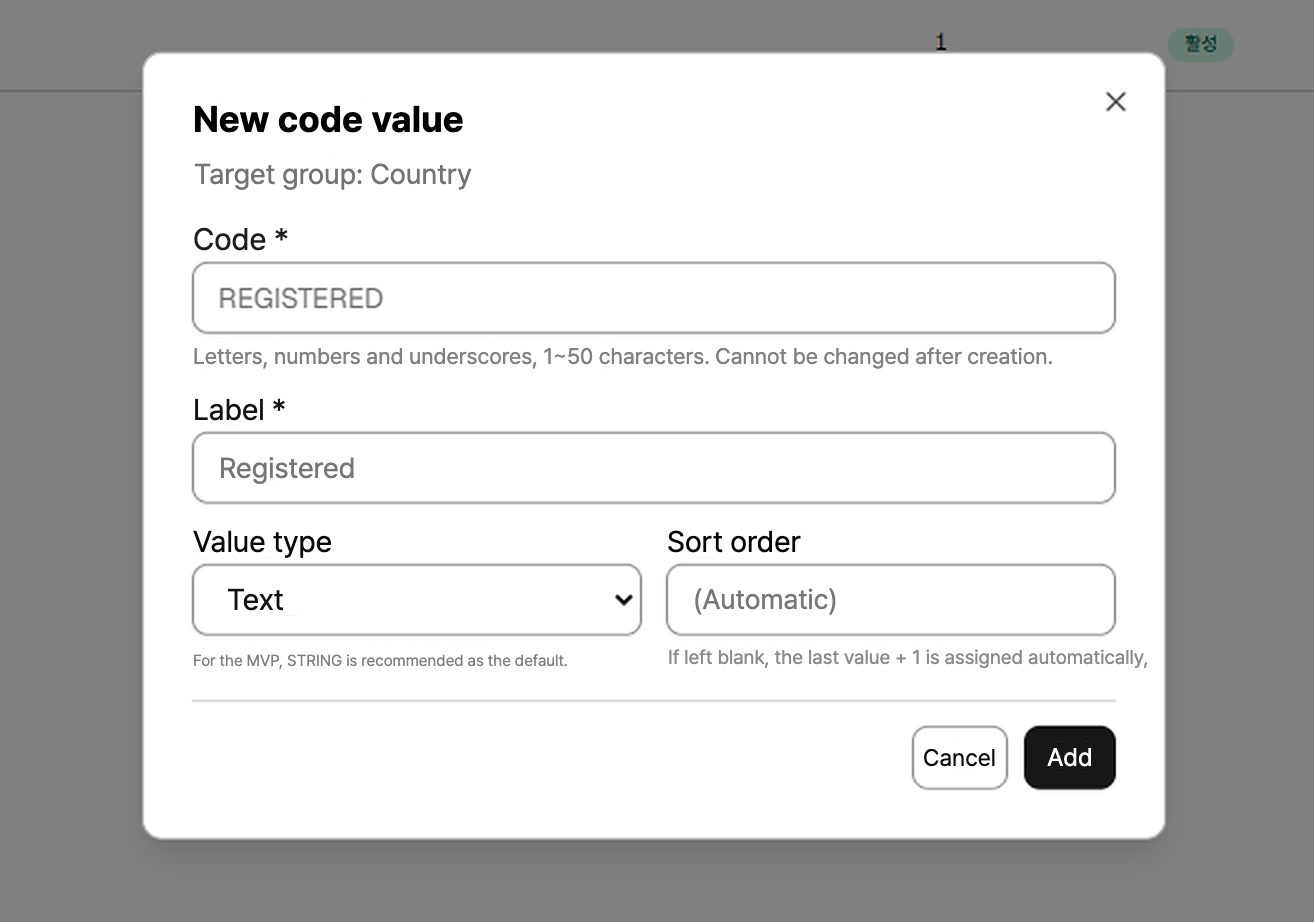 1
활성
New code value
Target group: Country
Code *
REGISTERED
Letters, numbers and underscores, 1~50 characters. Cannot be changed after creation.
Label *
Registered
Value type
Sort order
Text
(Automatic)
For the MVP, STRING is recommended as the default.
If left blank, the last value + 1 is assigned automatically,
Cancel
Add